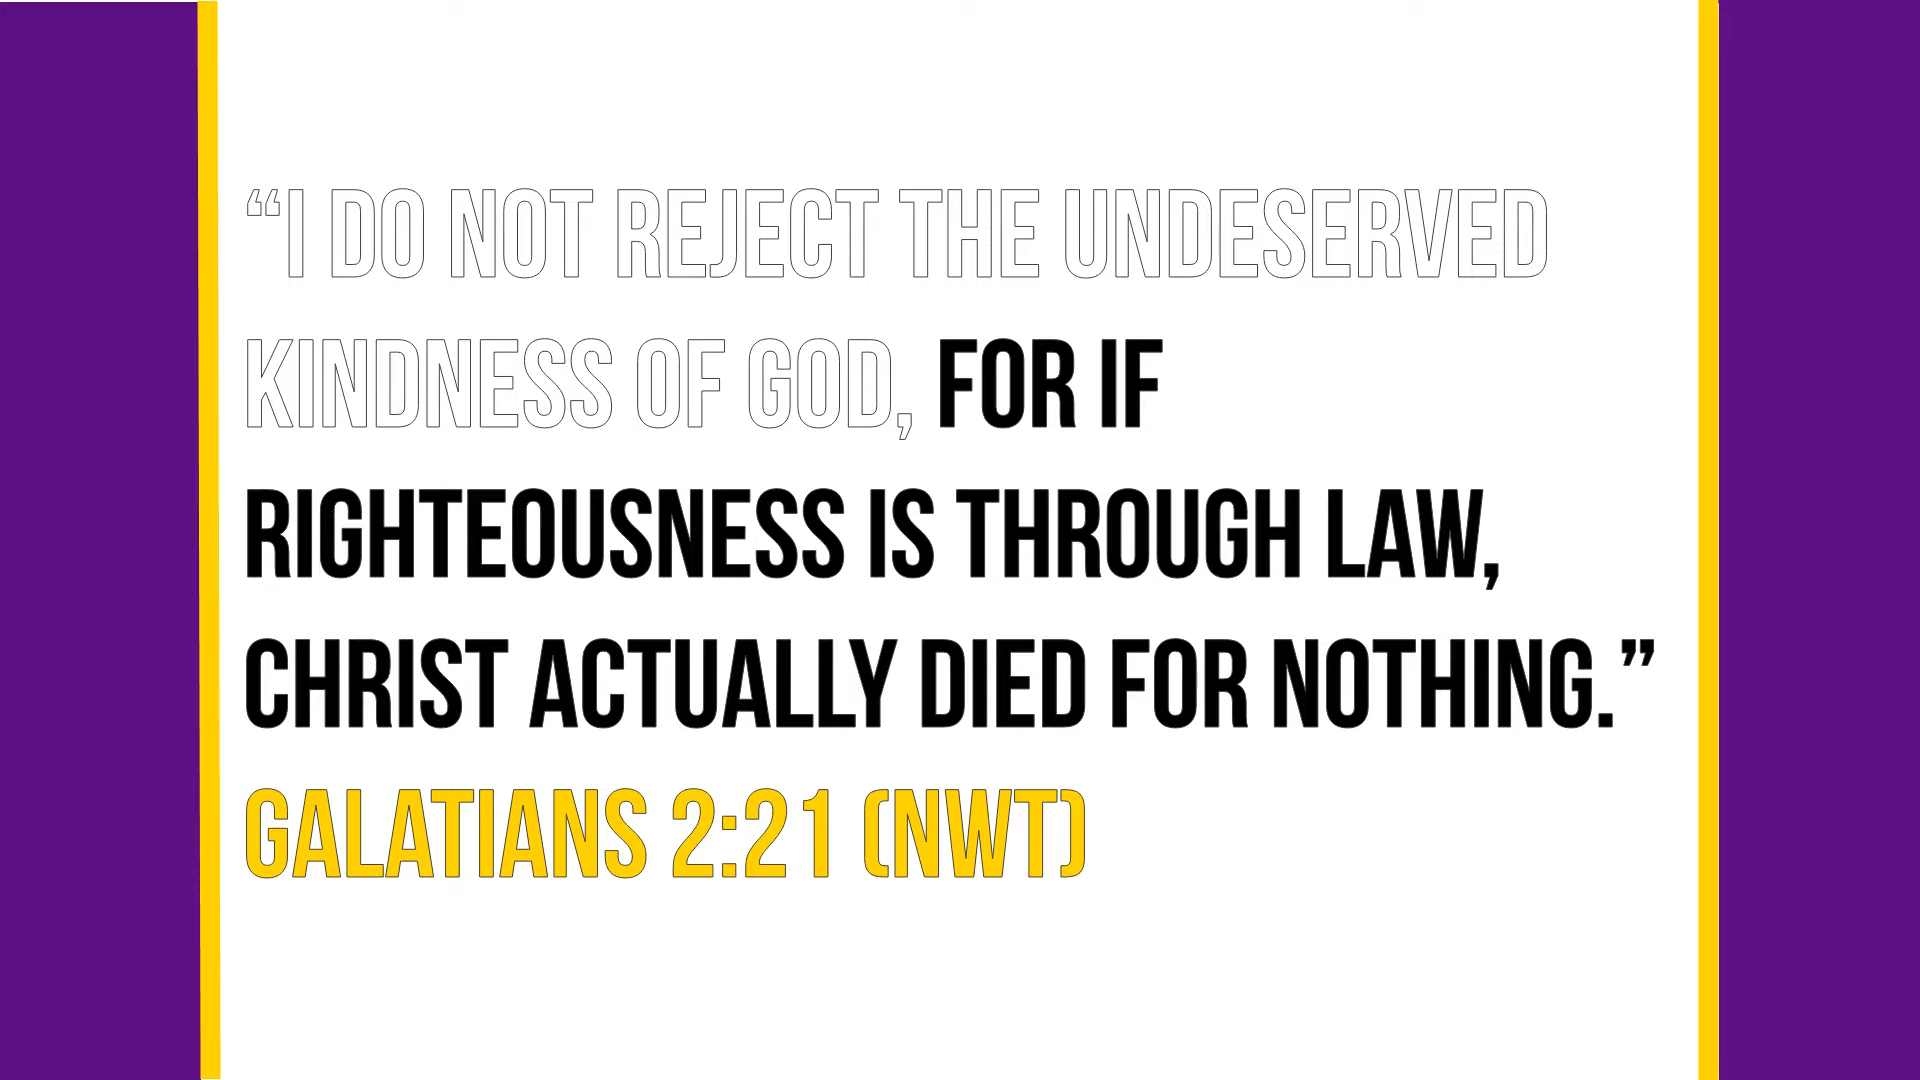 “I DO NOT REJECT THE UNDESERVED
KINDNESS OF GOD, FOR IF
RIGHTEOUSNESS IS THROUGH LAW,
CHRIST ACTUALLY DIED FOR NOTHING.”
GALATIANS 2:21 (NWT)